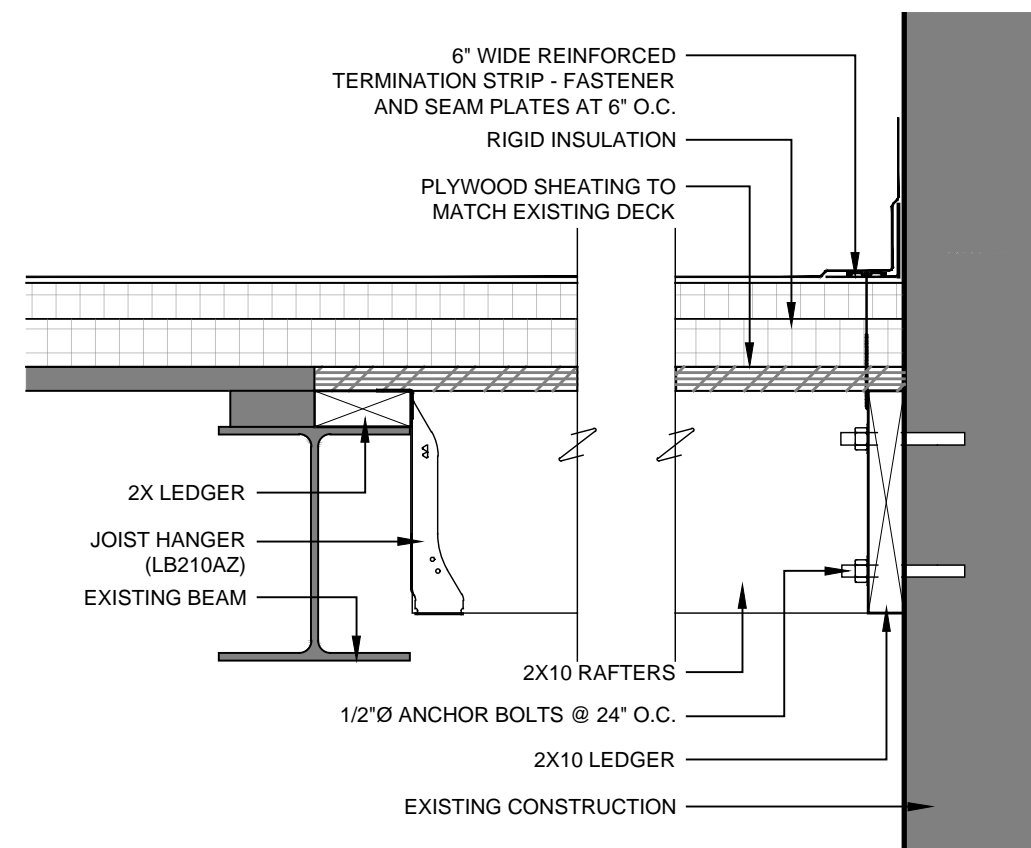 6" WIDE REINFORCED
TERMINATION STRIP - FASTENER
AND SEAM PLATES AT 6" O.C.
RIGID INSULATION
PLYWOOD SHEATING TO
MATCH EXISTING DECK
2X LEDGER
JOIST HANGER
(LB210AZ)
EXISTING BEAM
2X10 RAFTERS
1/2"Ø ANCHOR BOLTS @ 24" O.C.
2X10 LEDGER
EXISTING CONSTRUCTION